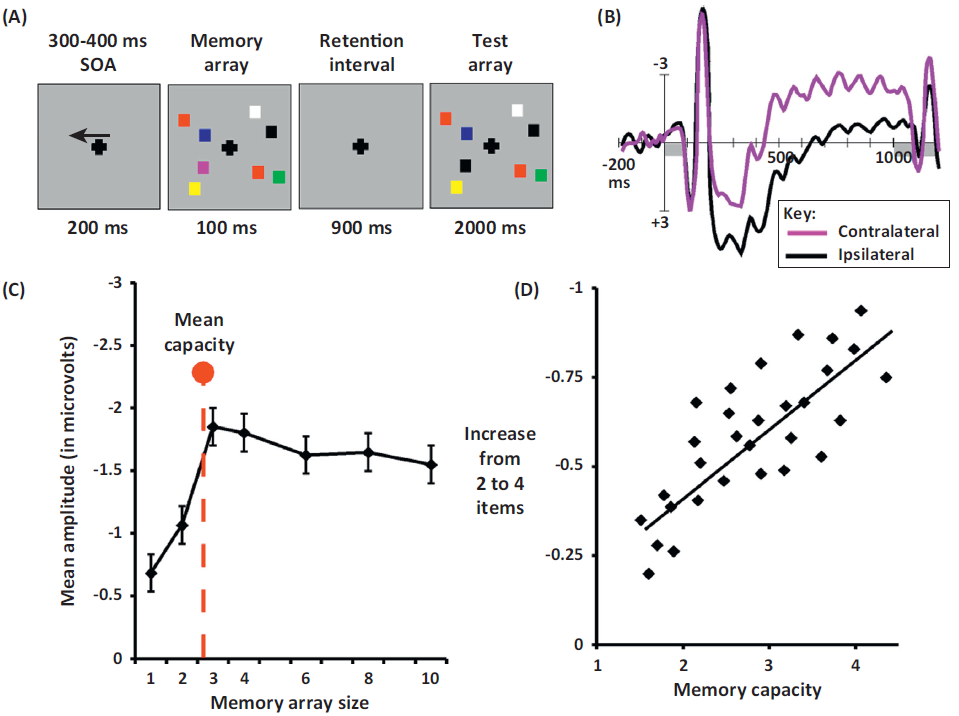 (A)
300-400 ms
SOA
Memory
array
Retention
interval
Test
array
200 ms
100 ms
900 ms
2000 ms
(B)
-3
-200
ms
500
1000
+3
Key:
Contralateral
Ipsilateral
(C)
Mean amplitude (in microvolts)
-3
-2.5
-2
-1.5
-1
-0.5
0
Mean
capacity
1 2 3 4 6 8 10
Memory array size
(D)
Increase
from
2 to 4
items
-1
-0.75
-0.5
-0.25
0
1 2 3 4
Memory capacity